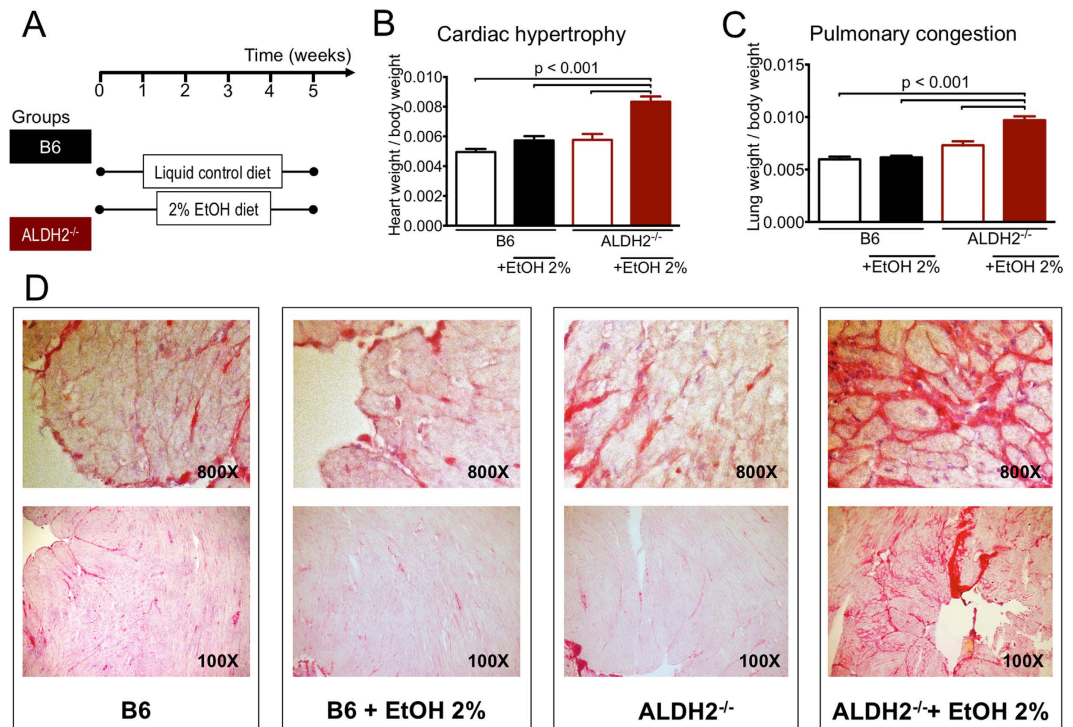 A
Time (weeks)
0 1 2 3 4 5
Groups
B6
Liquid control diet
2% EtOH diet
ALDH2-/-
B
Cardiac hypertrophy
p < 0.001
Heart weight / body weight
0.010
0.008
0.006
0.004
0.002
0.000
B6
ALDH2-/-
+EtOH 2%
+EtOH 2%
C
Pulmonary congestion
p < 0.001
Lung weight / body weight
0.015
0.010
0.005
0.000
B6
ALDH2-/-
+EtOH 2%
+EtOH 2%
D
800X
800X
800X
800X
100X
100X
100X
100X
B6
B6 + EtOH 2%
ALDH2-/-
ALDH2-/-+ EtOH 2%